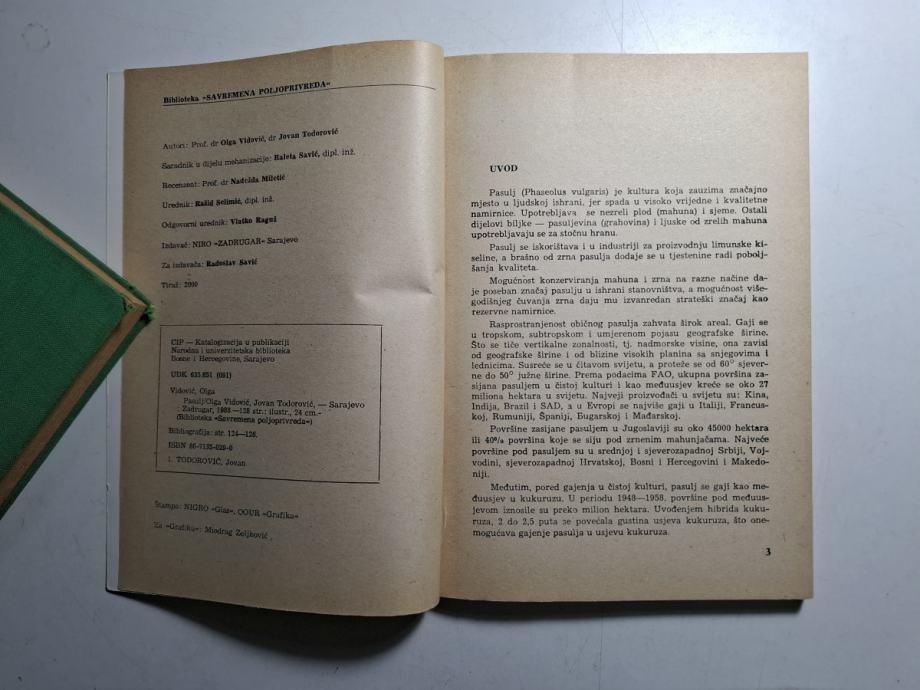 Biblioteka »SAVREMENA POLJOPRIVREDA«
Autori: Prof. dr Olga Vidović, dr Jovan Todorović
Saradnik u dijelu mehanizacije: Baleta Savić, dipl. inž.
Recenzent: Prof. dr Nadežda Miletić
Urednik: Rašid Selimić, dipl. inž.
Odgovorni urednik: Vlatko Raguž
Izdavač: NIRO »ZADRUGAR« Sarajevo
Za izdavača: Radoslav Savić
Tiraž: 2000
CIP — Katalogizacija u publikaciji
Narodna i univerzitetska biblioteka
Bosne i Hercegovine, Sarajevo
UDK 635.651 (091)
Vidović, Olga
Pasulj/Olga Vidović, Jovan Todorović, — Sarajevo
: Zadrugar, 1988 —128 str.: ilustr., 24 cm.-
(Biblioteka »Savremena poljoprivreda«)
Bibliografija: str. 124—128.
ISBN 86-7135-029-0
1. TODOROVIĆ, Jovan
Štampa: NIGRO »Glas«, OOUR »Grafika«
Za »Grafiku«: Miodrag Zeljković
UVOD
Pasulj (Phaseolus vulgaris) je kultura koja zauzima značajno
mjesto u ljudskoj ishrani, jer spada u visoko vrijedne i kvalitetne
namirnice. Upotrebljava se nezreli plod (mahuna) i sjeme. Ostali
dijelovi biljke — pasuljevina (grahovina) i ljuske od zrelih mahuna
upotrebljavaju se za stočnu hranu.
Pasulj se iskorištava i u industriji za proizvodnju limunske ki-
seline, a brašno od zrna pasulja dodaje se u tjestenine radi pobolj-
šanja kvaliteta.
Mogućnost konzerviranja mahuna i zrna na razne načine da-
je poseban značaj pasulju u ishrani stanovništva, a mogućnost više-
godišnjeg čuvanja zrna daju mu izvanredan strateški značaj kao
rezervne namirnice.
Rasprostranjenost običnog pasulja zahvata širok areal. Gaji se
u tropskom, subtropskom i umjerenom pojasu geografske širine.
Što se tiče vertikalne zonalnosti, tj. nadmorske visine, ona zavisi
od geografske širine i od blizine visokih planina sa snjegovima i
lednicima. Susreće se u čitavom svijetu, a proteže se od 60° sjever-
ne do 50° južne širine. Prema podacima FAO, ukupna površina za-
sijana pasuljem u čistoj kulturi i kao međuusjev kreće se oko 27
miliona hektara u svijetu. Najveji proizvođači u svijetu su: Kina,
Indija, Brazil i SAD, a u Evropi se najviše gaji u Italiji, Francus-
koj, Rumuniji, Španiji, Bugarskoj i Mađarskoj.
Površine zasijane pasuljem u Jugoslaviji su oko 45000 hektara
ili 40% površina koje se siju pod zrnenim mahunjačama. Najveće
površine pod pasuljem su u srednjoj i sjeverozapadnoj Srbiji, Voj-
vodini, sjeverozapadnoj Hrvatskoj, Bosni i Hercegovini i Makedo-
niji.
Međutim, pored gajenja u čistoj kulturi, pasulj se gaji kao me-
đuusjev u kukuruzu. U periodu 1948—1958. površine pod međuus-
jevom iznosile su preko milion hektara. Uvođenjem hibrida kuku-
ruza, 2 do 2,5 puta se povećala gustina usjeva kukuruza, što one-
mogućava gajenje pasulja u usjevu kukuruza.
3